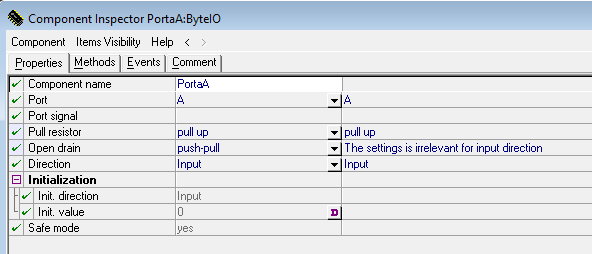 Component Inspector PortaA:ByteIO
Component Items Visibility Help < >
Properties Methods Events Comment
Component name PortaA
Port A A
Port signal
Pull resistor pull up pull up
Open drain push-pull The settings is irrelevant for input direction
Direction Input Input
Initialization
Init. direction Input
Init. value 0 D
Safe mode yes